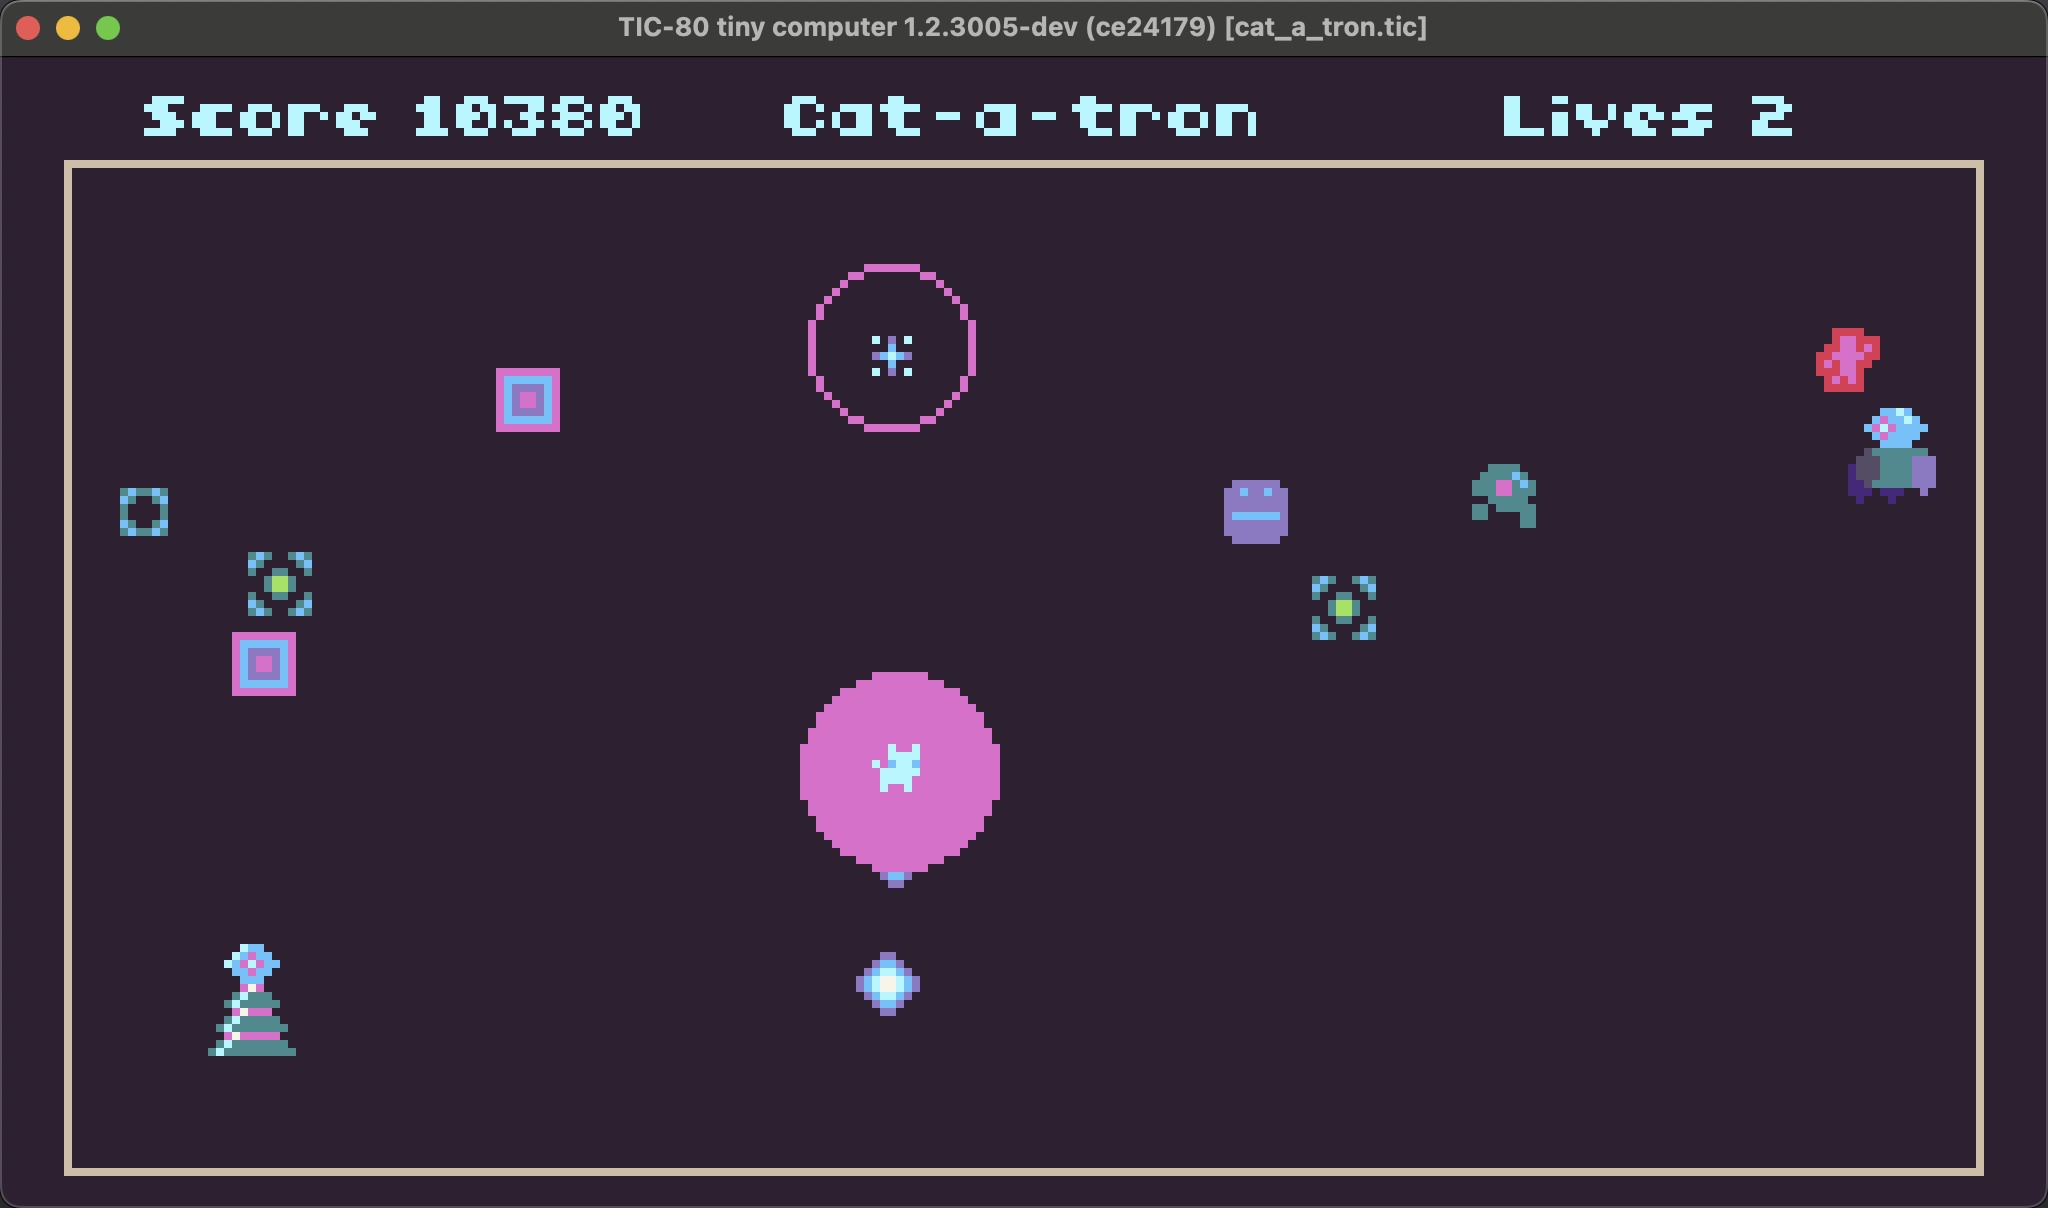 TIC-80 tiny computer 1.2.3005-dev (ce24179) [cat_a_tron.tic]
Score 10380 Cat-a-tron Lives 2